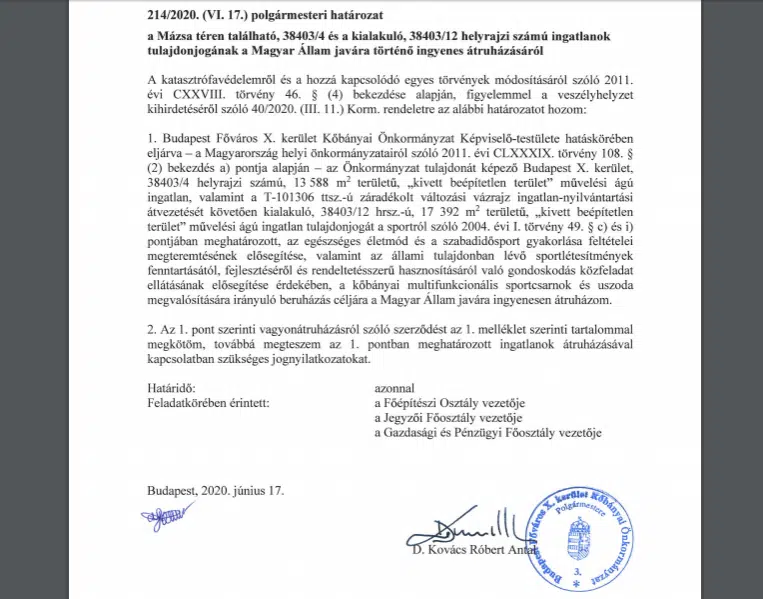 214/2020. (VI. 17.) polgármesteri határozat
a Mázsa téren található, 38403/4 és a kialakuló, 38403/12 helyrajzi számú ingatlanok
tulajdonjogának a Magyar Állam javára történő ingyenes átruházásáról
A katasztrófavédelemről és a hozzá kapcsolódó egyes törvények módosításáról szóló 2011.
évi CXXVIII. törvény 46. § (4) bekezdése alapján, figyelemmel a veszélyhelyzet
kihirdetéséről szóló 40/2020. (III. 11.) Korm. rendeletre az alábbi határozatot hozom:
1. Budapest Főváros X. kerület Kőbányai Önkormányzat Képviselő-testülete hatáskörében
eljárva – a Magyarország helyi önkormányzatairól szóló 2011. évi CLXXXIX. törvény 108. §
(2) bekezdés a) pontja alapján – az Önkormányzat tulajdonát képező Budapest X. kerület,
38403/4 helyrajzi számú, 13 588 m² területű, „kivett beépítetlen terület” művelési ágú
ingatlan, valamint a T-101306 ttsz.-ú záradékolt változási vázrajz ingatlan-nyilvántartási
átvezetését követően kialakuló, 38403/12 hrsz.-ú, 17 392 m² területű, „kivett beépítetlen
terület” művelési ágú ingatlan tulajdonjogát a sportról szóló 2004. évi I. törvény 49. § c) és i)
pontjában meghatározott, az egészséges életmód és a szabadidősport gyakorlása feltételei
megteremtésének elősegítése, valamint az állami tulajdonban lévő sportlétesítmények
fenntartásától, fejlesztéséről és rendeltetésszerű hasznosításáról való gondoskodás közfeladat
ellátásának elősegítése érdekében, a kőbányai multifunkcionális sportcsarnok és uszoda
megvalósítására irányuló beruházás céljára a Magyar Állam javára ingyenesen átruházom.
2. Az 1. pont szerinti vagyonátruházásról szóló szerződést az 1. melléklet szerinti tartalommal
megkötöm, továbbá megteszem az 1. pontban meghatározott ingatlanok átruházásával
kapcsolatban szükséges jognyilatkozatokat.
Határidő: azonnal
Feladatkörében érintett: a Főépítészi Osztály vezetője
a Jegyzői Főosztály vezetője
a Gazdasági és Pénzügyi Főosztály vezetője
Budapest, 2020. június 17.
D. Kovács Róbert Antal
Budapest Főváros X. kerület Kőbányai Önkormányzat
Polgármestere
3.